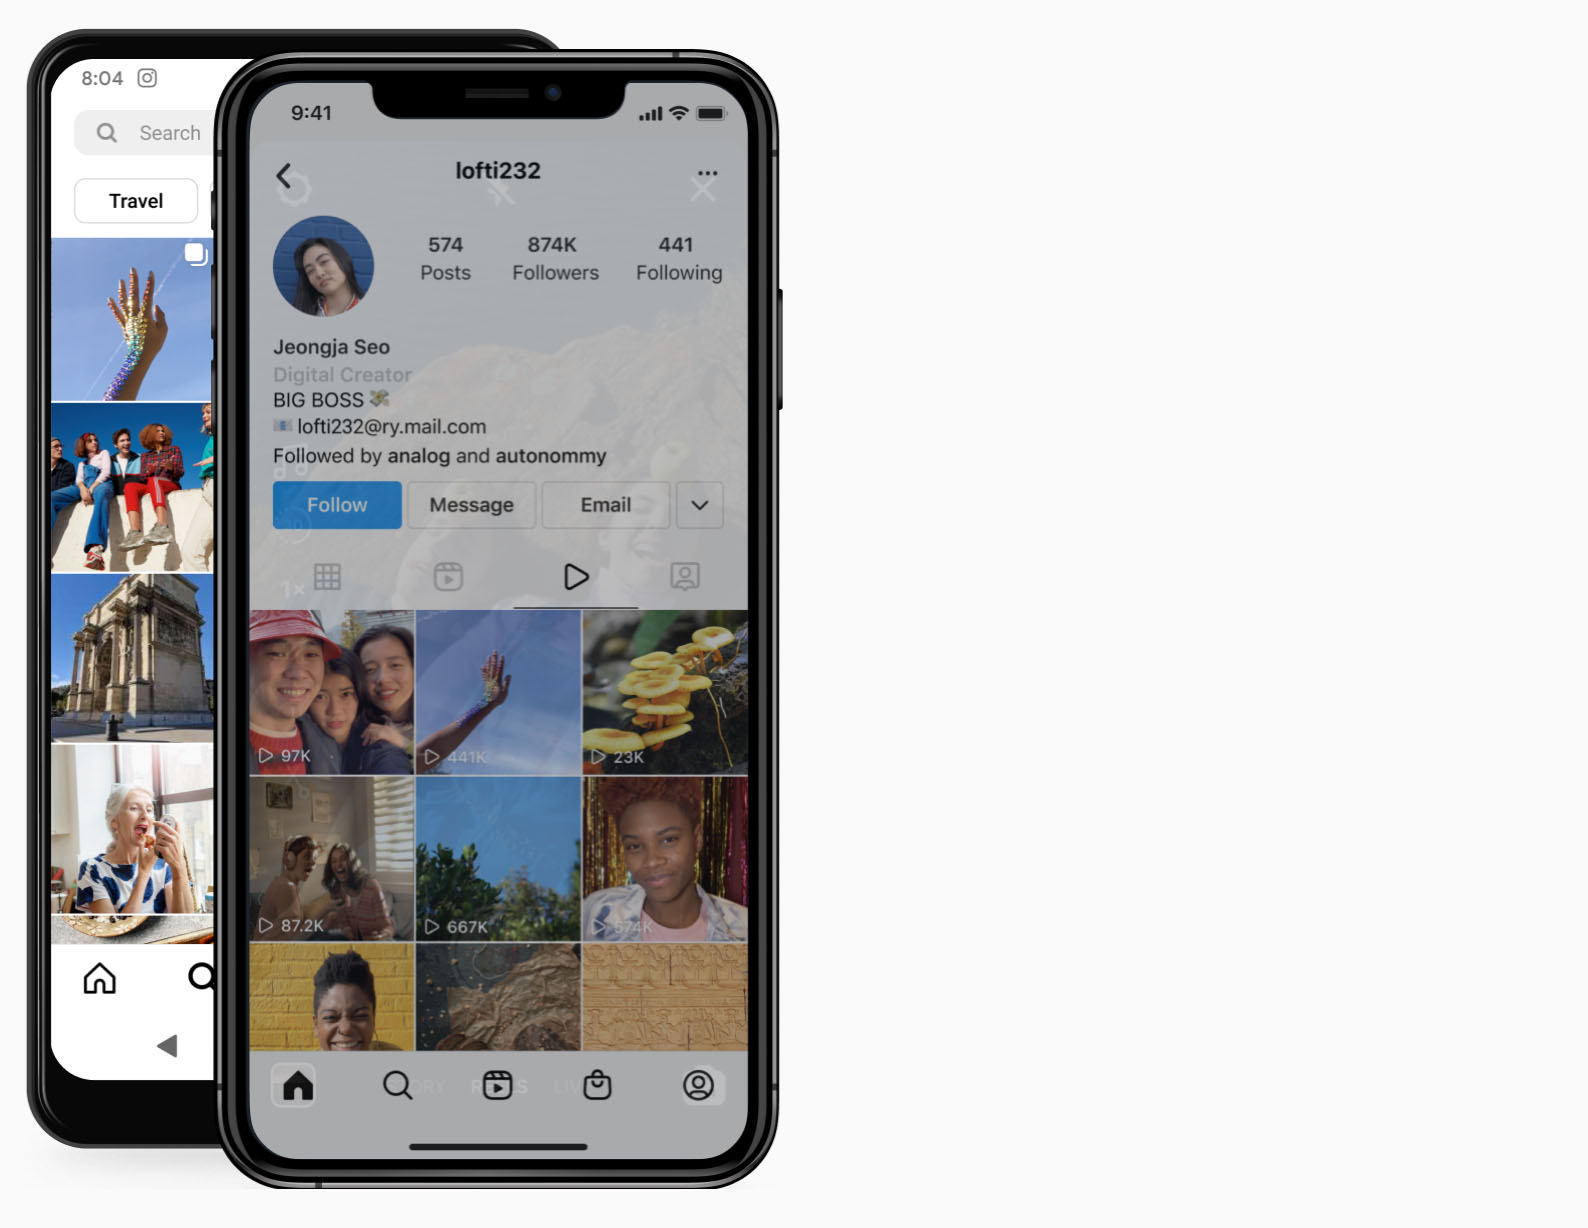 8:04
Search
Travel
9:41
lofti232
574 874K 441
Posts Followers Following
Jeongja Seo
Digital Creator
BIG BOSS
lofti232@ry.mail.com
Followed by analog and autonommy
Follow Message Email
1×
97K 441K 23K
87.2K 667K 574K